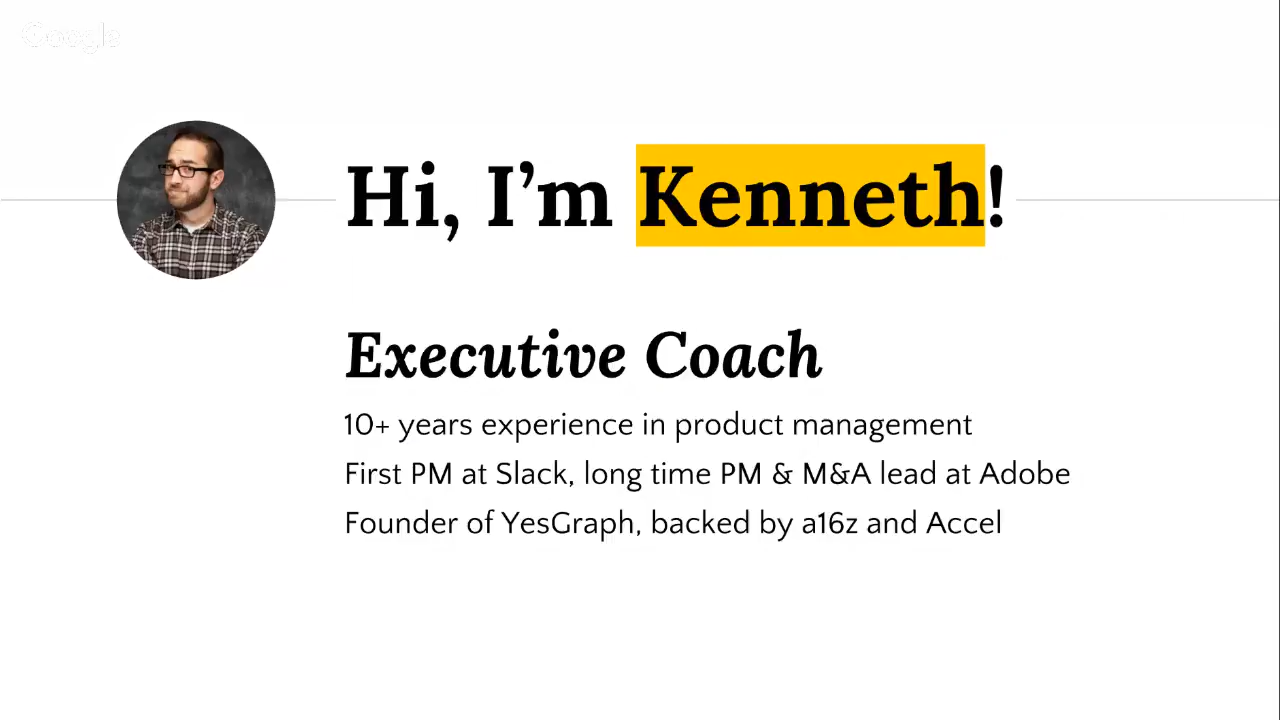 Google
Hi, I'm Kenneth!
Executive Coach
10+ years experience in product management
First PM at Slack, long time PM & M&A lead at Adobe
Founder of YesGraph, backed by a16z and Accel